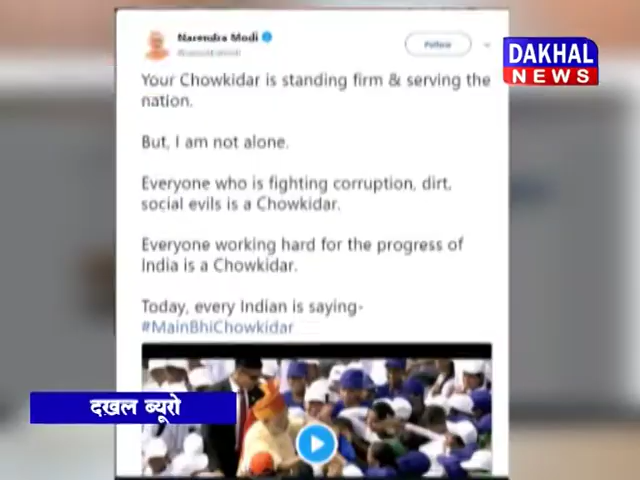 Narendra Modi
Follow
DAKHAL
NEWS
Your Chowkidar is standing firm & serving the
nation.
But, I am not alone.
Everyone who is fighting corruption, dirt,
social evils is a Chowkidar.
Everyone working hard for the progress of
India is a Chowkidar.
Today, every Indian is saying-
#MainBhiChowkidar
दखल ब्यूरो